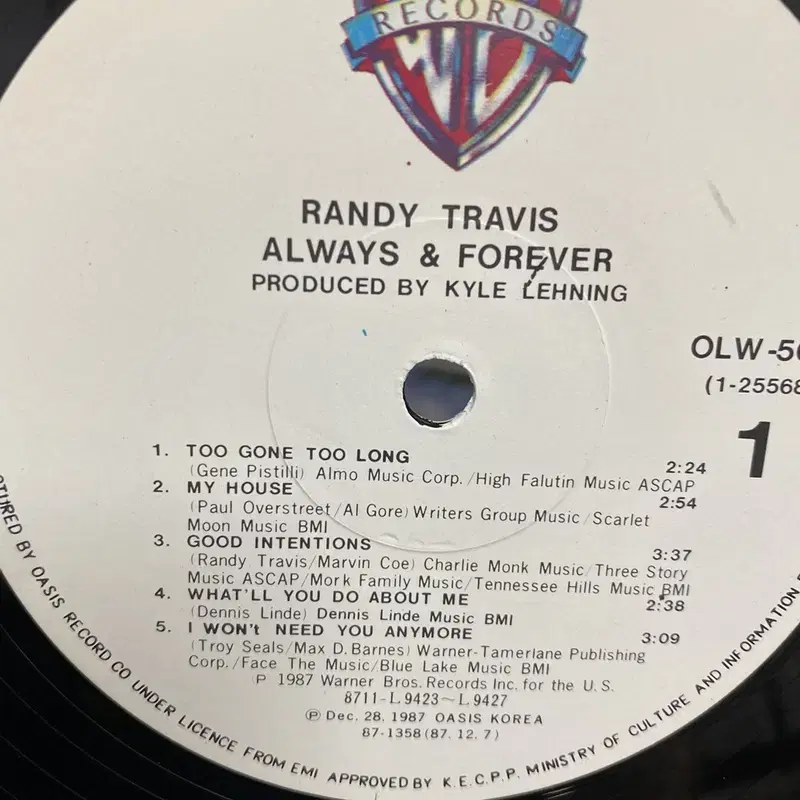 RECORDS
RANDY TRAVIS
ALWAYS & FOREVER
PRODUCED BY KYLE LEHNING
OLW-5
(1-25568
1
1. TOO GONE TOO LONG 2:24
(Gene Pistilli) Almo Music Corp./High Falutin Music ASCAP
2. MY HOUSE 2:54
(Paul Overstreet/Al Gore) Writers Group Music/Scarlet
Moon Music BMI
3. GOOD INTENTIONS 3:37
(Randy Travis/Marvin Coe) Charlie Monk Music/Three Story
Music ASCAP/Mork Family Music/Tennessee Hills Music BMI
4. WHAT'LL YOU DO ABOUT ME 2:38
(Dennis Linde) Dennis Linde Music BMI
5. I WON't NEED YOU ANYMORE 3:09
(Troy Seals/Max D. Barnes) Warner-Tamerlane Publishing
Corp./Face The Music/Blue Lake Music BMI
℗ 1987 Warner Bros. Records Inc. for the U.S.
8711-L.9423~L.9427
℗ Dec. 28. 1987 OASIS KOREA
87-1358(87. 12. 7)
BY OASIS RECORD CO UNDER LICENCE FROM EMI APPROVED BY K.E.C.P.P. MINISTRY OF CULTURE AND INFORMATION